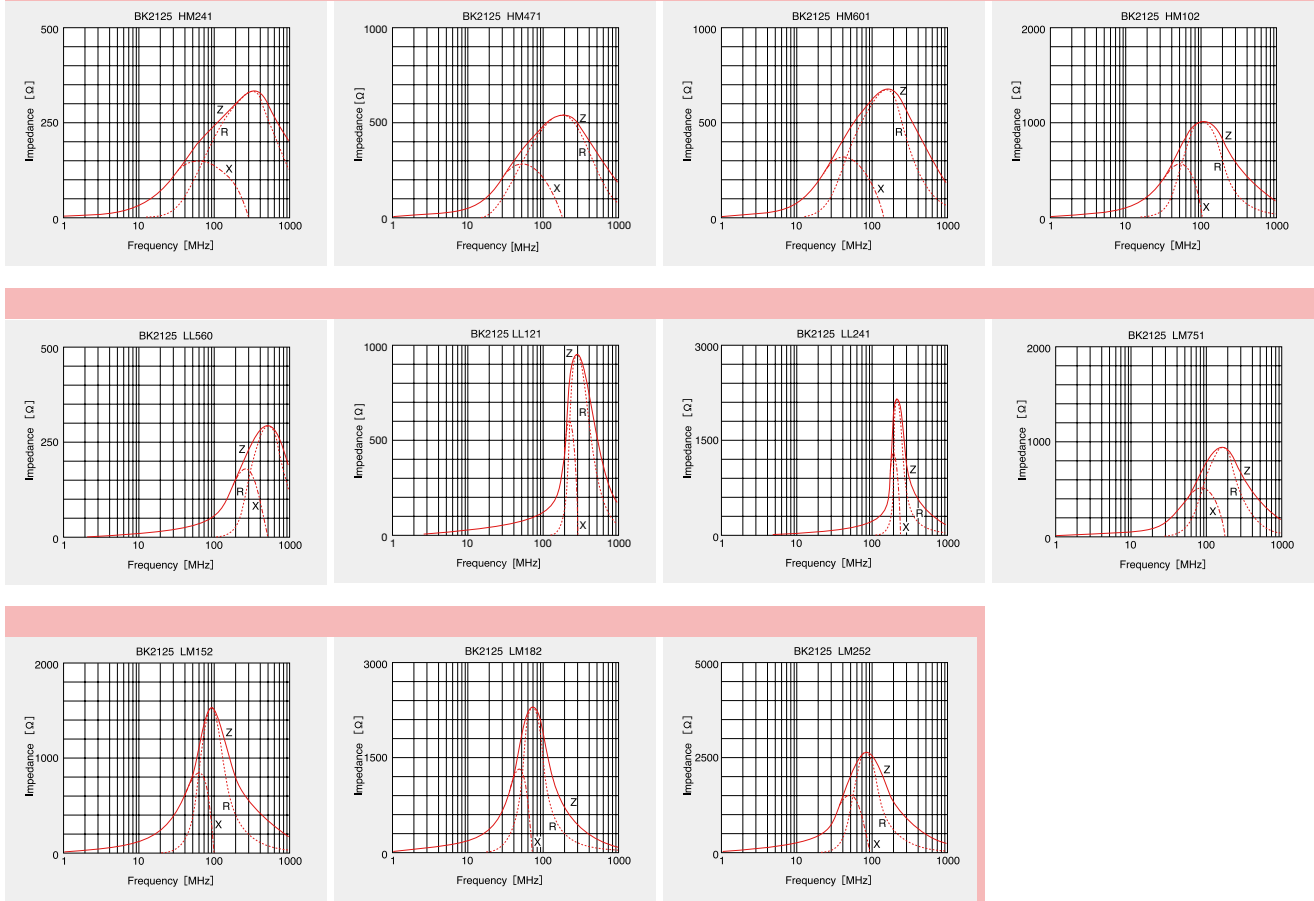 BK2125 HM241
500
250
0
Impedance [Ω]
Z
R
X
1
10
100
1000
Frequency [MHz]
BK2125 HM471
1000
500
0
Impedance [Ω]
Z
R
X
1
10
100
1000
Frequency [MHz]
BK2125 HM601
1000
500
0
Impedance [Ω]
Z
R
X
1
10
100
1000
Frequency [MHz]
BK2125 HM102
2000
1000
0
Impedance [Ω]
Z
R
X
1
10
100
1000
Frequency [MHz]
BK2125 LL560
500
250
0
Impedance [Ω]
Z
R
X
1
10
100
1000
Frequency [MHz]
BK2125 LL121
1000
500
0
Impedance [Ω]
Z
R
X
1
10
100
1000
Frequency [MHz]
BK2125 LL241
3000
1500
0
Impedance [Ω]
Z
R
X
1
10
100
1000
Frequency [MHz]
BK2125 LM751
2000
1000
0
Impedance [Ω]
Z
R
X
1
10
100
1000
Frequency [MHz]
BK2125 LM152
2000
1000
0
Impedance [Ω]
Z
R
X
1
10
100
1000
Frequency [MHz]
BK2125 LM182
3000
1500
0
Impedance [Ω]
Z
R
X
1
10
100
1000
Frequency [MHz]
BK2125 LM252
5000
2500
0
Impedance [Ω]
Z
R
X
1
10
100
1000
Frequency [MHz]